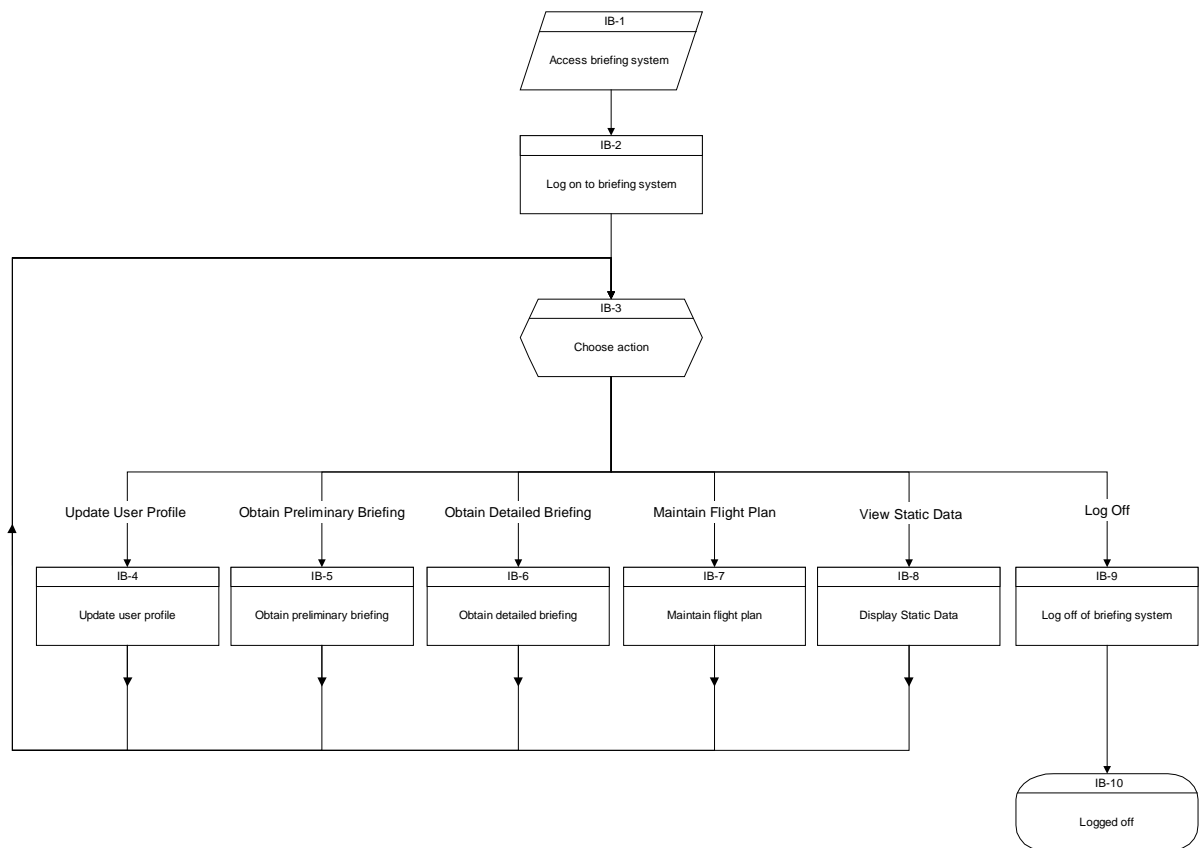 IB-1
Access briefing system
IB-2
Log on to briefing system
IB-3
Choose action
Update User Profile
Obtain Preliminary Briefing
Obtain Detailed Briefing
Maintain Flight Plan
View Static Data
Log Off
IB-4
Update user profile
IB-5
Obtain preliminary briefing
IB-6
Obtain detailed briefing
IB-7
Maintain flight plan
IB-8
Display Static Data
IB-9
Log off of briefing system
IB-10
Logged off